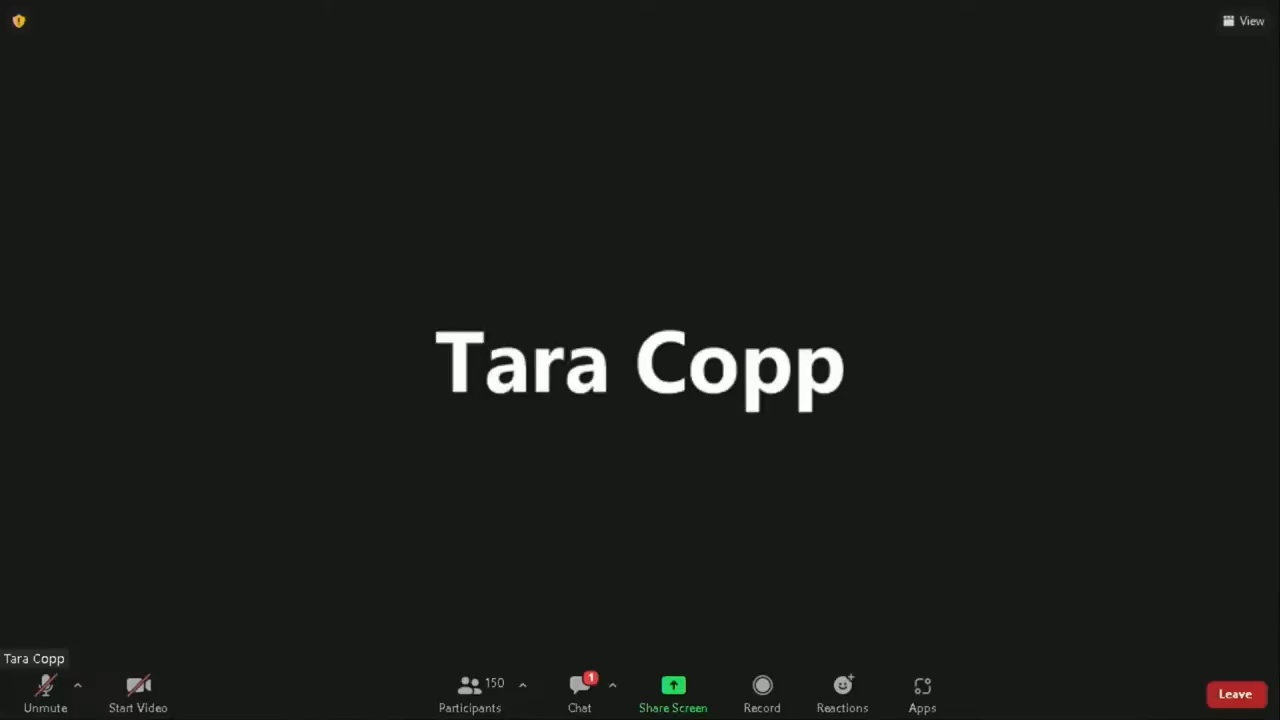 View
Tara Copp
Tara Copp
Unmute
Start Video
150
Participants
1
Chat
Share Screen
Record
Reactions
Apps
Leave